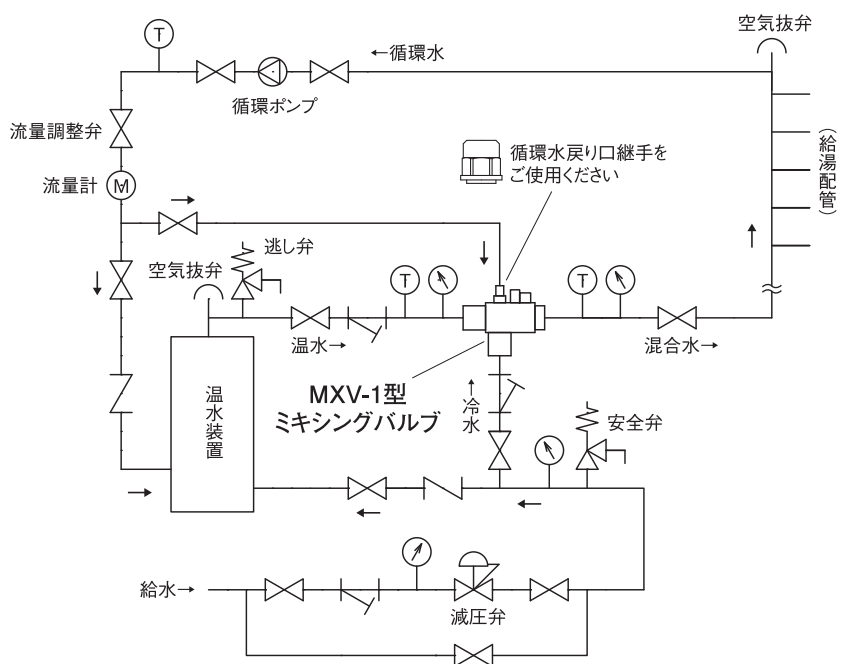 空気抜弁
T
←循環水
循環ポンプ
流量調整弁
流量計
M
循環水戻り口継手を
ご使用ください
（給湯配管）
逃し弁
空気抜弁
T
T
温水→
混合水→
MXV-1型
ミキシングバルブ
←冷水
温水装置
安全弁
給水→
減圧弁